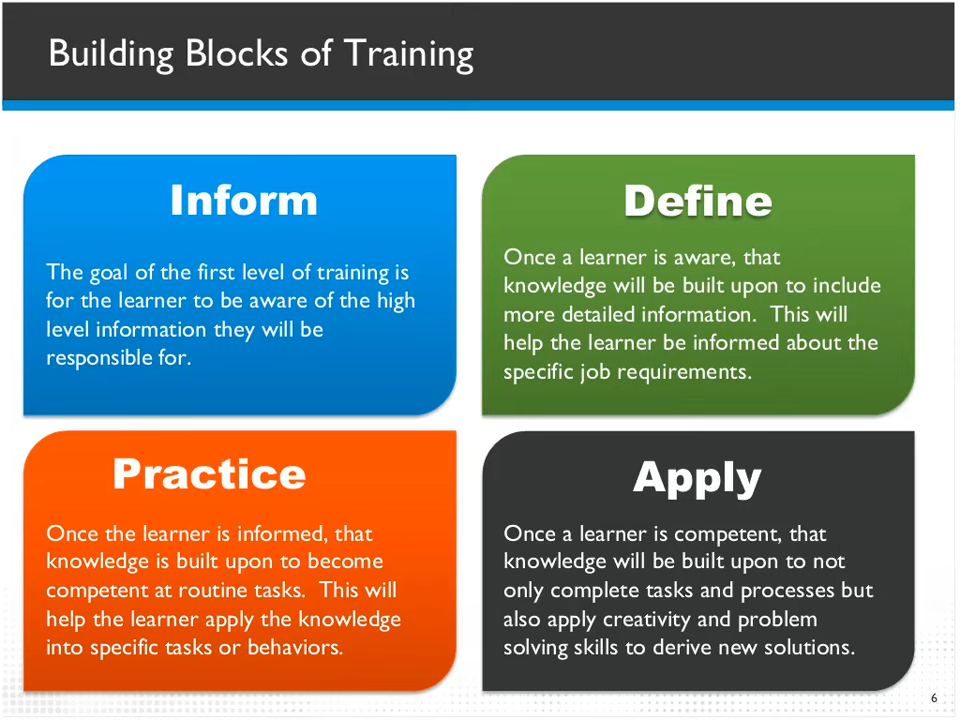 Building Blocks of Training
Inform
The goal of the first level of training is
for the learner to be aware of the high
level information they will be
responsible for.
Define
Once a learner is aware, that
knowledge will be built upon to include
more detailed information.  This will
help the learner be informed about the
specific job requirements.
Practice
Once the learner is informed, that
knowledge is built upon to become
competent at routine tasks.  This will
help the learner apply the knowledge
into specific tasks or behaviors.
Apply
Once a learner is competent, that
knowledge will be built upon to not
only complete tasks and processes but
also apply creativity and problem
solving skills to derive new solutions.
6